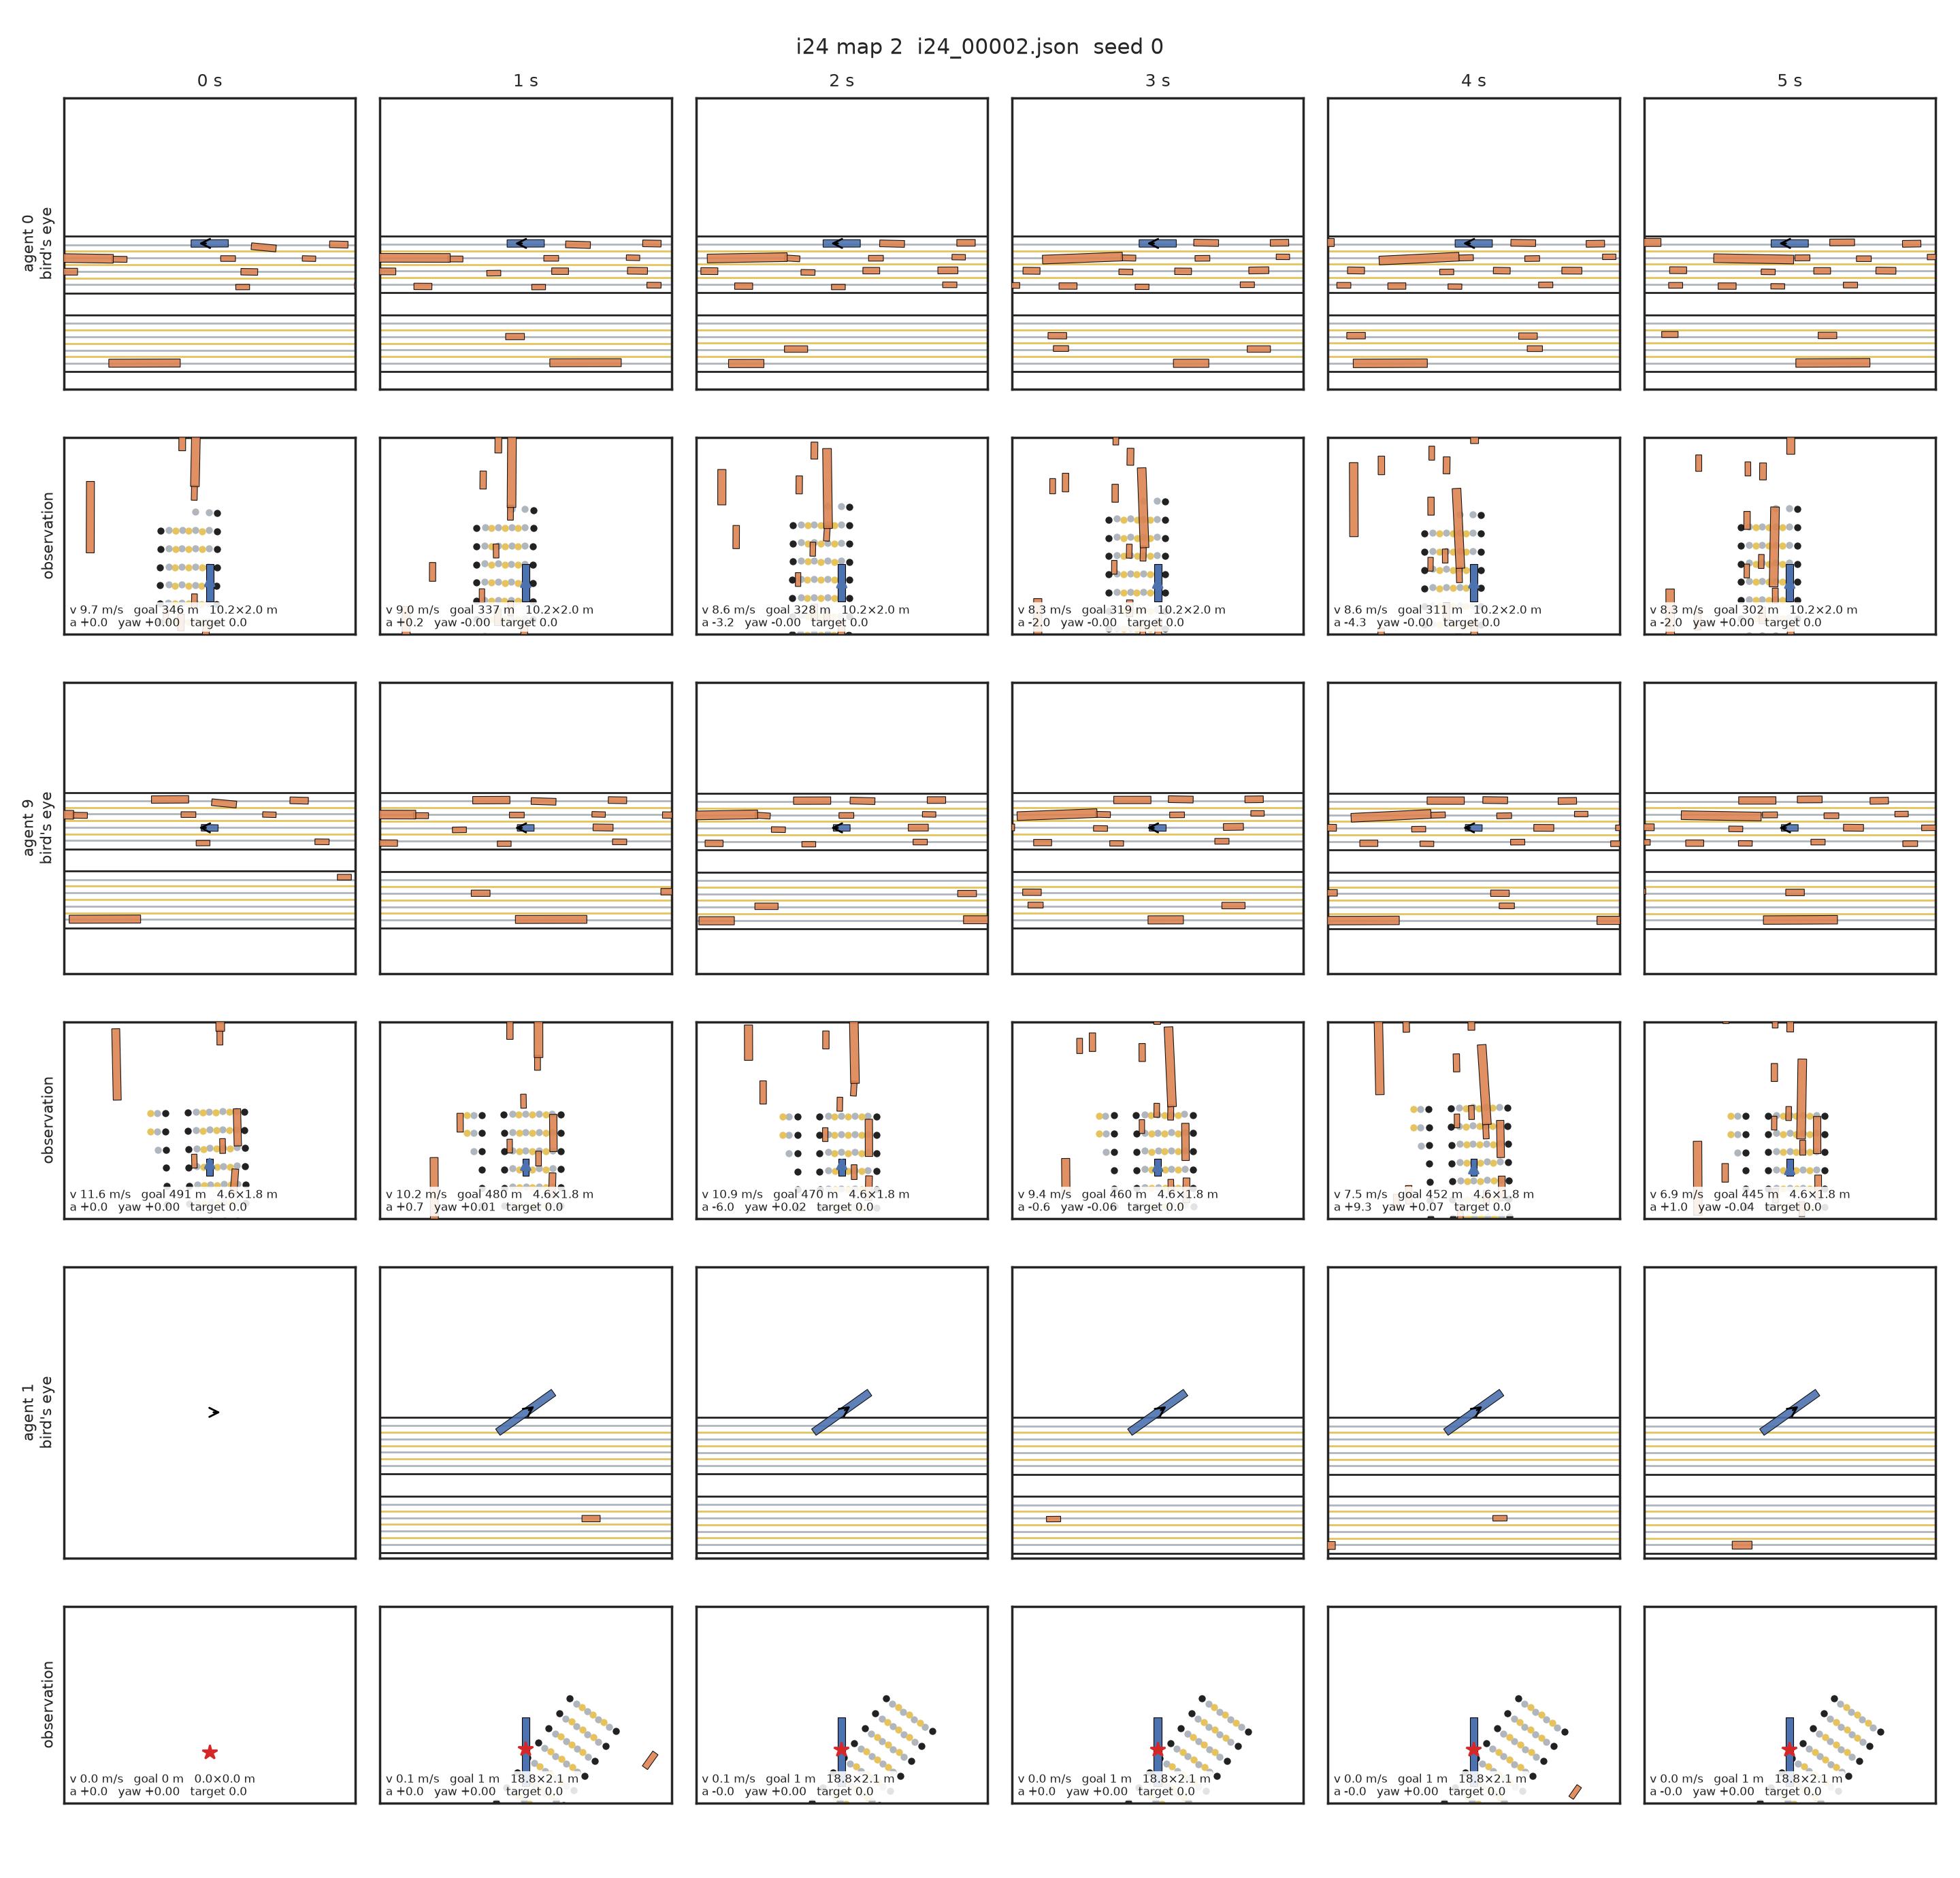 i24 map 2  i24_00002.json  seed 0
0 s
1 s
2 s
3 s
4 s
5 s
agent 0
bird's eye
observation
v 9.7 m/s   goal 346 m   10.2×2.0 m
a +0.0   yaw +0.00   target 0.0
v 9.0 m/s   goal 337 m   10.2×2.0 m
a +0.2   yaw -0.00   target 0.0
v 8.6 m/s   goal 328 m   10.2×2.0 m
a -3.2   yaw -0.00   target 0.0
v 8.3 m/s   goal 319 m   10.2×2.0 m
a -2.0   yaw -0.00   target 0.0
v 8.6 m/s   goal 311 m   10.2×2.0 m
a -4.3   yaw -0.00   target 0.0
v 8.3 m/s   goal 302 m   10.2×2.0 m
a -2.0   yaw +0.00   target 0.0
agent 9
bird's eye
observation
v 11.6 m/s   goal 491 m   4.6×1.8 m
a +0.0   yaw +0.00   target 0.0
v 10.2 m/s   goal 480 m   4.6×1.8 m
a +0.7   yaw +0.01   target 0.0
v 10.9 m/s   goal 470 m   4.6×1.8 m
a -6.0   yaw +0.02   target 0.0
v 9.4 m/s   goal 460 m   4.6×1.8 m
a -0.6   yaw -0.06   target 0.0
v 7.5 m/s   goal 452 m   4.6×1.8 m
a +9.3   yaw +0.07   target 0.0
v 6.9 m/s   goal 445 m   4.6×1.8 m
a +1.0   yaw -0.04   target 0.0
agent 1
bird's eye
observation
v 0.0 m/s   goal 0 m   0.0×0.0 m
a +0.0   yaw +0.00   target 0.0
v 0.1 m/s   goal 1 m   18.8×2.1 m
a +0.0   yaw +0.00   target 0.0
v 0.1 m/s   goal 1 m   18.8×2.1 m
a -0.0   yaw +0.00   target 0.0
v 0.0 m/s   goal 1 m   18.8×2.1 m
a +0.0   yaw +0.00   target 0.0
v 0.0 m/s   goal 1 m   18.8×2.1 m
a -0.0   yaw +0.00   target 0.0
v 0.0 m/s   goal 1 m   18.8×2.1 m
a -0.0   yaw +0.00   target 0.0